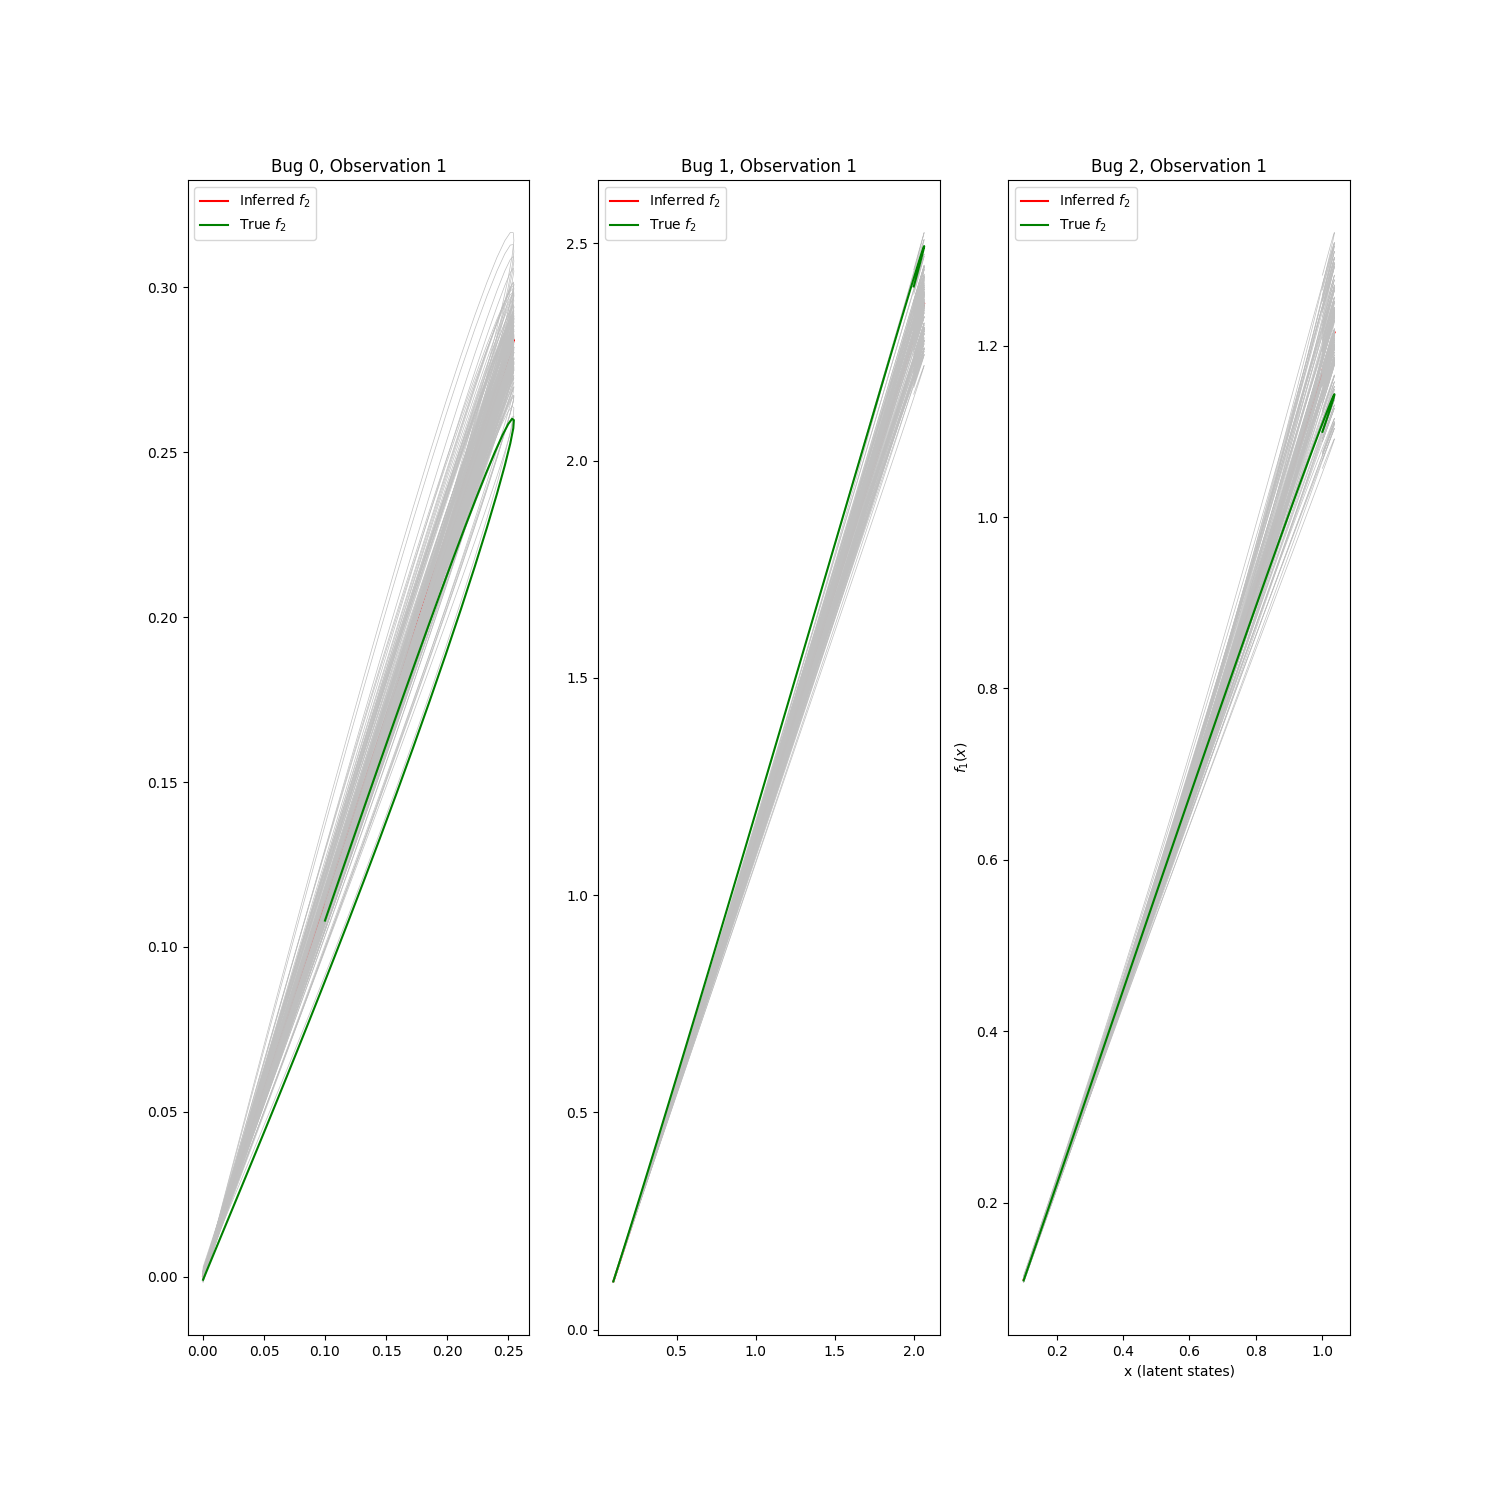 Bug 0, Observation 1
Inferred f₂
True f₂
0.30
0.25
0.20
0.15
0.10
0.05
0.00
0.00 0.05 0.10 0.15 0.20 0.25
Bug 1, Observation 1
Inferred f₂
True f₂
2.5
2.0
1.5
1.0
0.5
0.0
0.5 1.0 1.5 2.0
Bug 2, Observation 1
Inferred f₂
True f₂
f₁(x)
1.2
1.0
0.8
0.6
0.4
0.2
0.2 0.4 0.6 0.8 1.0
x (latent states)